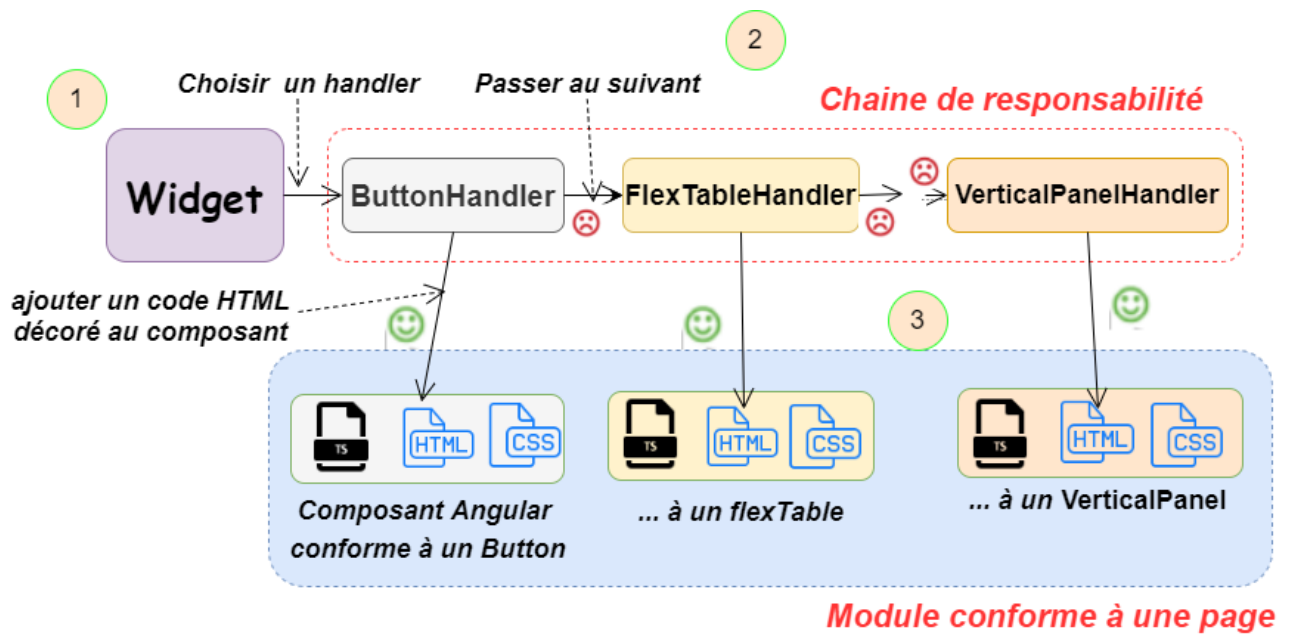 2
1
Choisir un handler
Passer au suivant
Chaine de responsabilité
Widget
ButtonHandler
FlexTableHandler
VerticalPanelHandler
ajouter un code HTML
décoré au composant
3
TS
HTML
CSS
TS
HTML
CSS
TS
HTML
CSS
Composant Angular
conforme à un Button
... à un flexTable
... à un VerticalPanel
Module conforme à une page